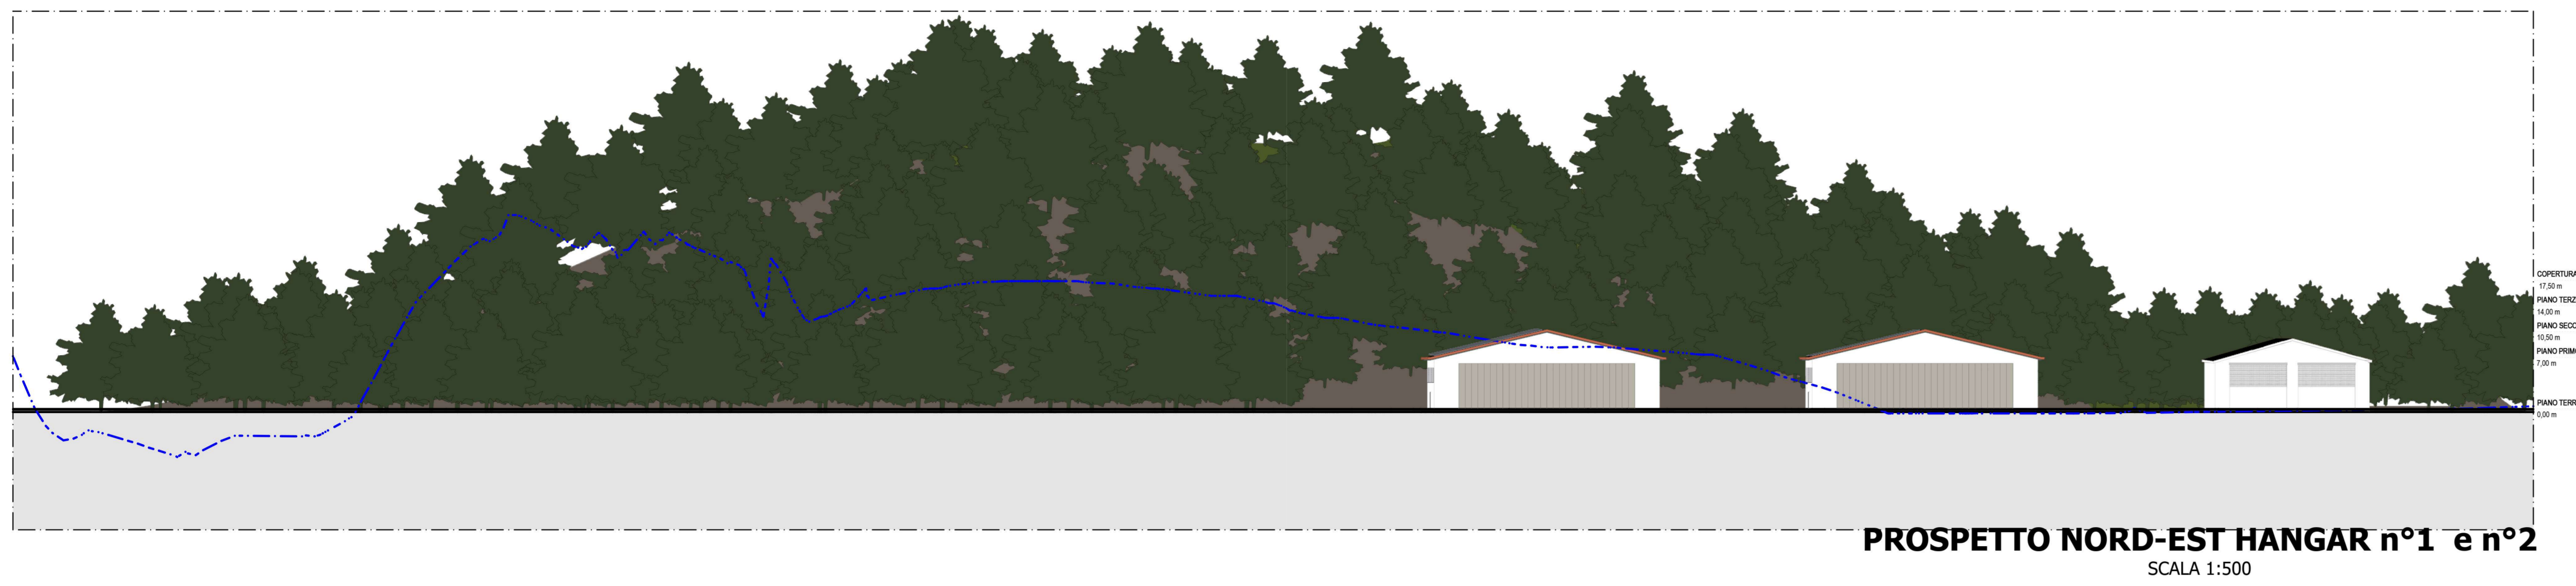 COPERTURA
17,50 m
PIANO TERZ
14,00 m
PIANO SECO
10,50 m
PIANO PRIM
7,00 m
PIANO TERR
0,00 m
PROSPETTO NORD-EST HANGAR n°1 e n°2
SCALA 1:500